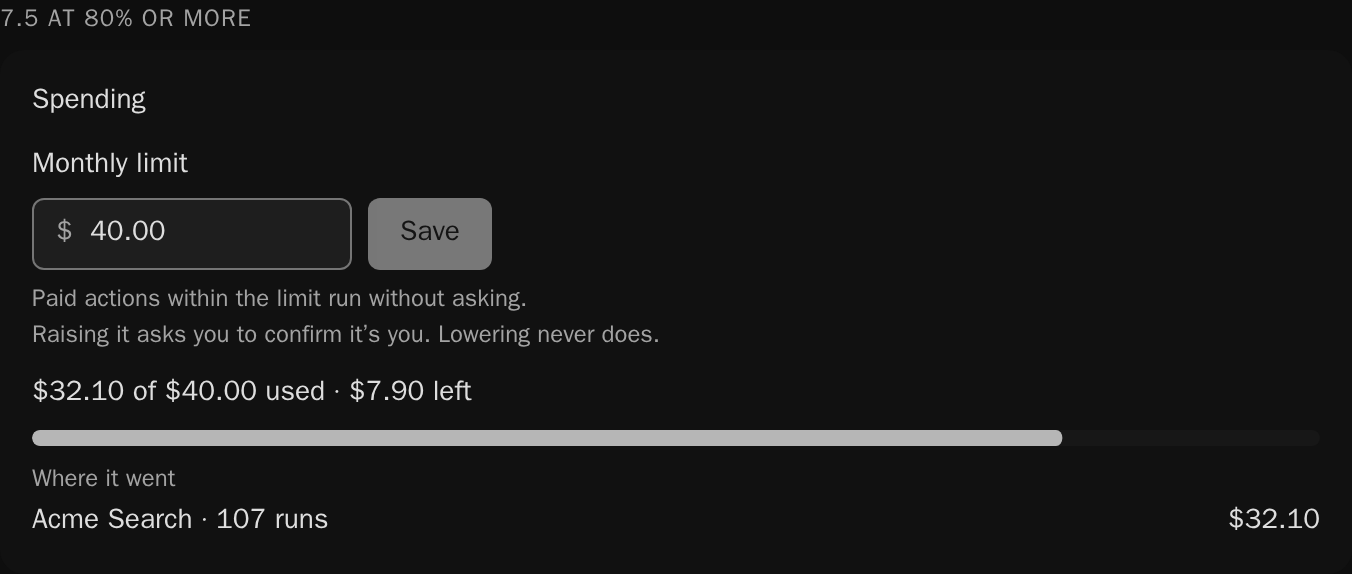 7.5 AT 80% OR MORE
Spending
Monthly limit
$ 40.00 Save
Paid actions within the limit run without asking.
Raising it asks you to confirm it’s you. Lowering never does.
$32.10 of $40.00 used · $7.90 left
Where it went
Acme Search · 107 runs $32.10